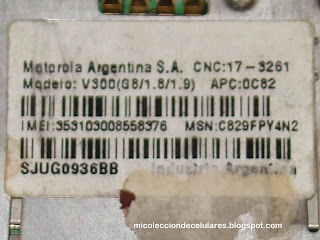 Motorola Argentina S.A. CNC:17-3261
Modelo: V300(G8/1.8/1.9) APC:0C82
IMEI:353103008558376 MSN:C829FPY4N2
SJUG0936BB Industria Argentina
micolecciondecelulares.blogspot.com